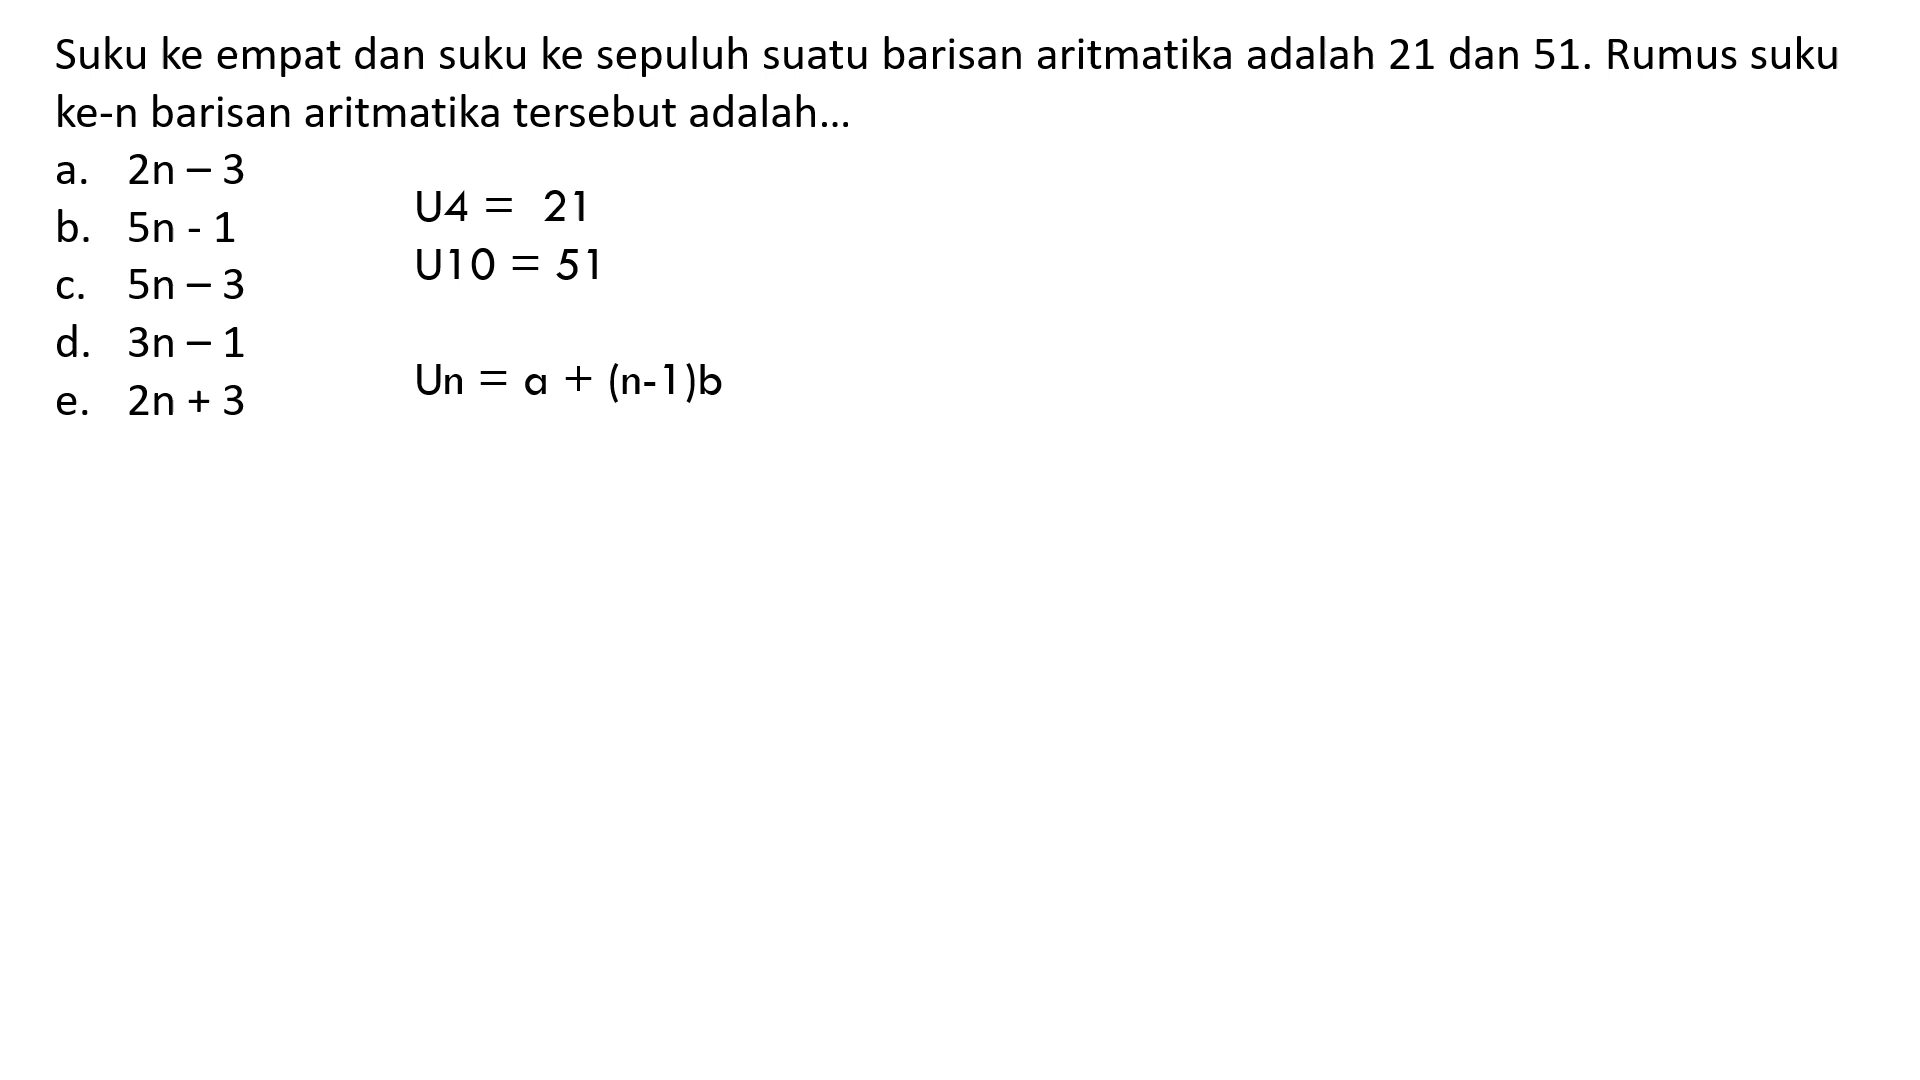 Suku ke empat dan suku ke sepuluh suatu barisan aritmatika adalah 21 dan 51. Rumus suku
ke-n barisan aritmatika tersebut adalah...
a. 2n – 3
b. 5n - 1
c. 5n – 3
d. 3n – 1
e. 2n + 3
U4 = 21
U10 = 51
Un = a + (n-1)b